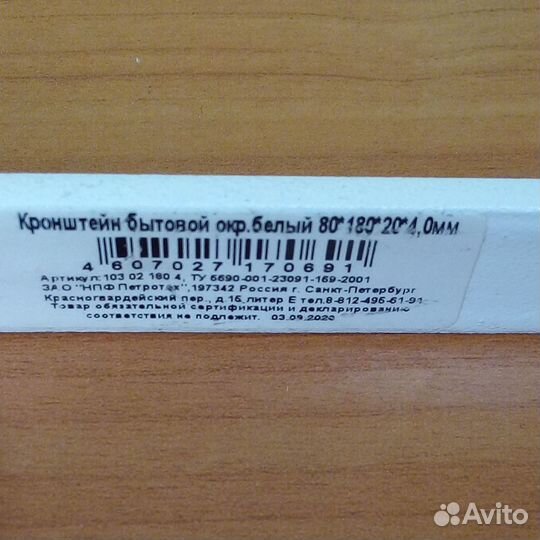 Кронштейн бытовой окр.белый 80*180*20*4,0мм
4 607027 170691
Артикул: 103 02 180 4, ТУ 5690-001-23091-169-2001
ЗАО "НПФ Петротех",197342 Россия г. Санкт-Петербург
Красногвардейский пер., д.15, литер Е тел.8-812-495-61-91
Товар обязательной сертификации и декларированию
соответствия не подлежит. 03.09.2020
Avito